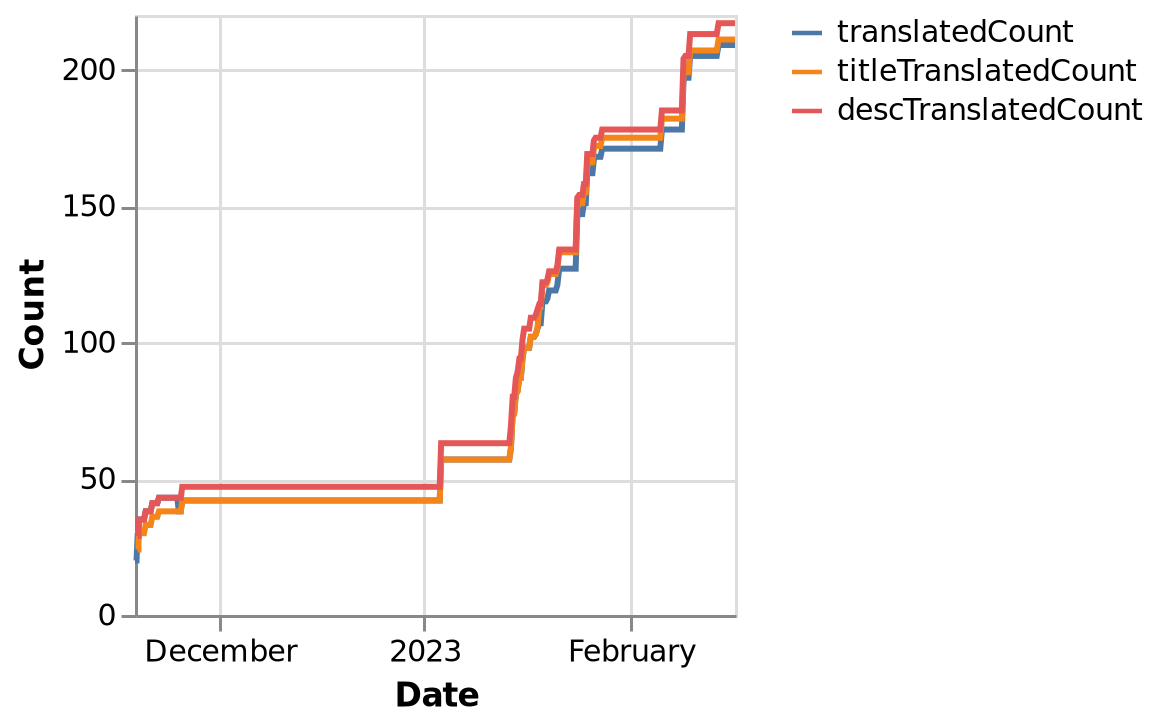 translatedCount
titleTranslatedCount
descTranslatedCount
Count
200
150
100
50
0
December 2023 February
Date